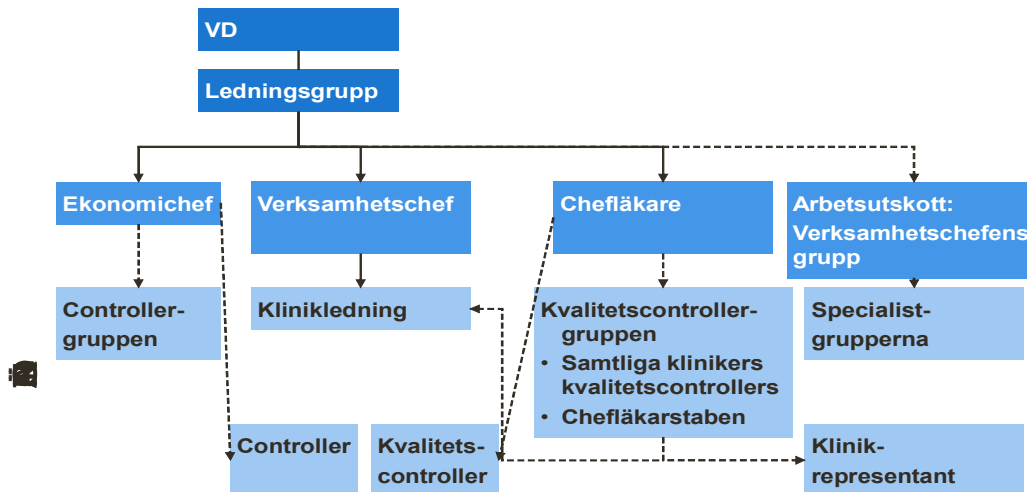 VD
Ledningsgrupp
Ekonomichef
Verksamhetschef
Chefläkare
Arbetsutskott:
Verksamhetschefens
grupp
Controller-
gruppen
Klinikledning
Kvalitetscontroller-
gruppen
• Samtliga klinikers
kvalitetscontrollers
• Chefläkarstaben
Specialist-
grupperna
Controller
Kvalitets-
controller
Klinik-
representant